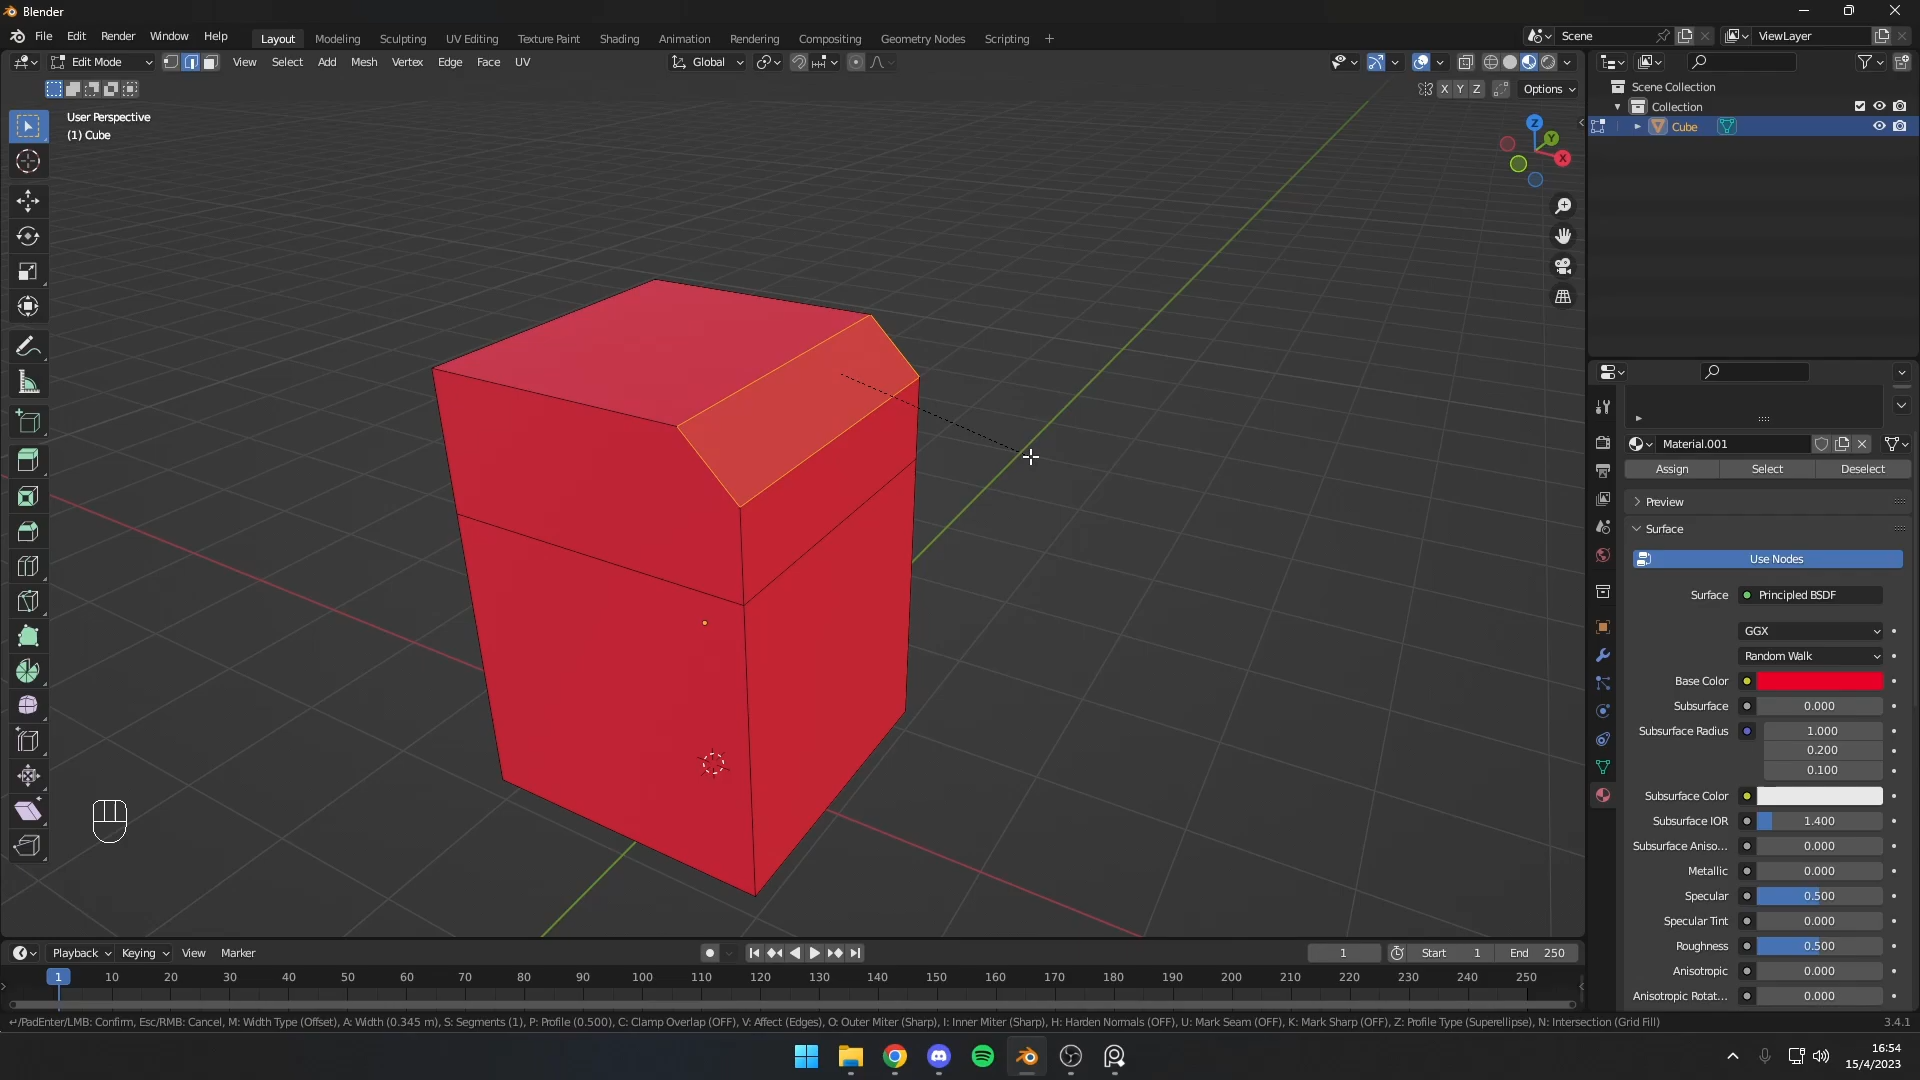 Blender
File Edit Render Window Help Layout Modeling Sculpting UV Editing Texture Paint Shading Animation Rendering Compositing Geometry Nodes Scripting + Scene ViewLayer
Edit Mode View Select Add Mesh Vertex Edge Face UV Global
X Y Z Options
User Perspective
(1) Cube
Z
Y
X
Scene Collection
Collection
Cube
Material.001
Assign Select Deselect
Preview
Surface
Use Nodes
Surface Principled BSDF
GGX
Random Walk
Base Color
Subsurface 0.000
Subsurface Radius 1.000
0.200
0.100
Subsurface Color
Subsurface IOR 1.400
Subsurface Aniso... 0.000
Metallic 0.000
Specular 0.500
Specular Tint 0.000
Roughness 0.500
Anisotropic 0.000
Anisotropic Rotat... 0.000
Playback Keying View Marker 1 Start 1 End 250
1 10 20 30 40 50 60 70 80 90 100 110 120 130 140 150 160 170 180 190 200 210 220 230 240 250
↵/PadEnter/LMB: Confirm, Esc/RMB: Cancel, M: Width Type (Offset), A: Width (0.345 m), S: Segments (1), P: Profile (0.500), C: Clamp Overlap (OFF), V: Affect (Edges), O: Outer Miter (Sharp), I: Inner Miter (Sharp), H: Harden Normals (OFF), U: Mark Seam (OFF), K: Mark Sharp (OFF), Z: Profile Type (Superellipse), N: Intersection (Grid Fill) 3.4.1
16:54
15/4/2023